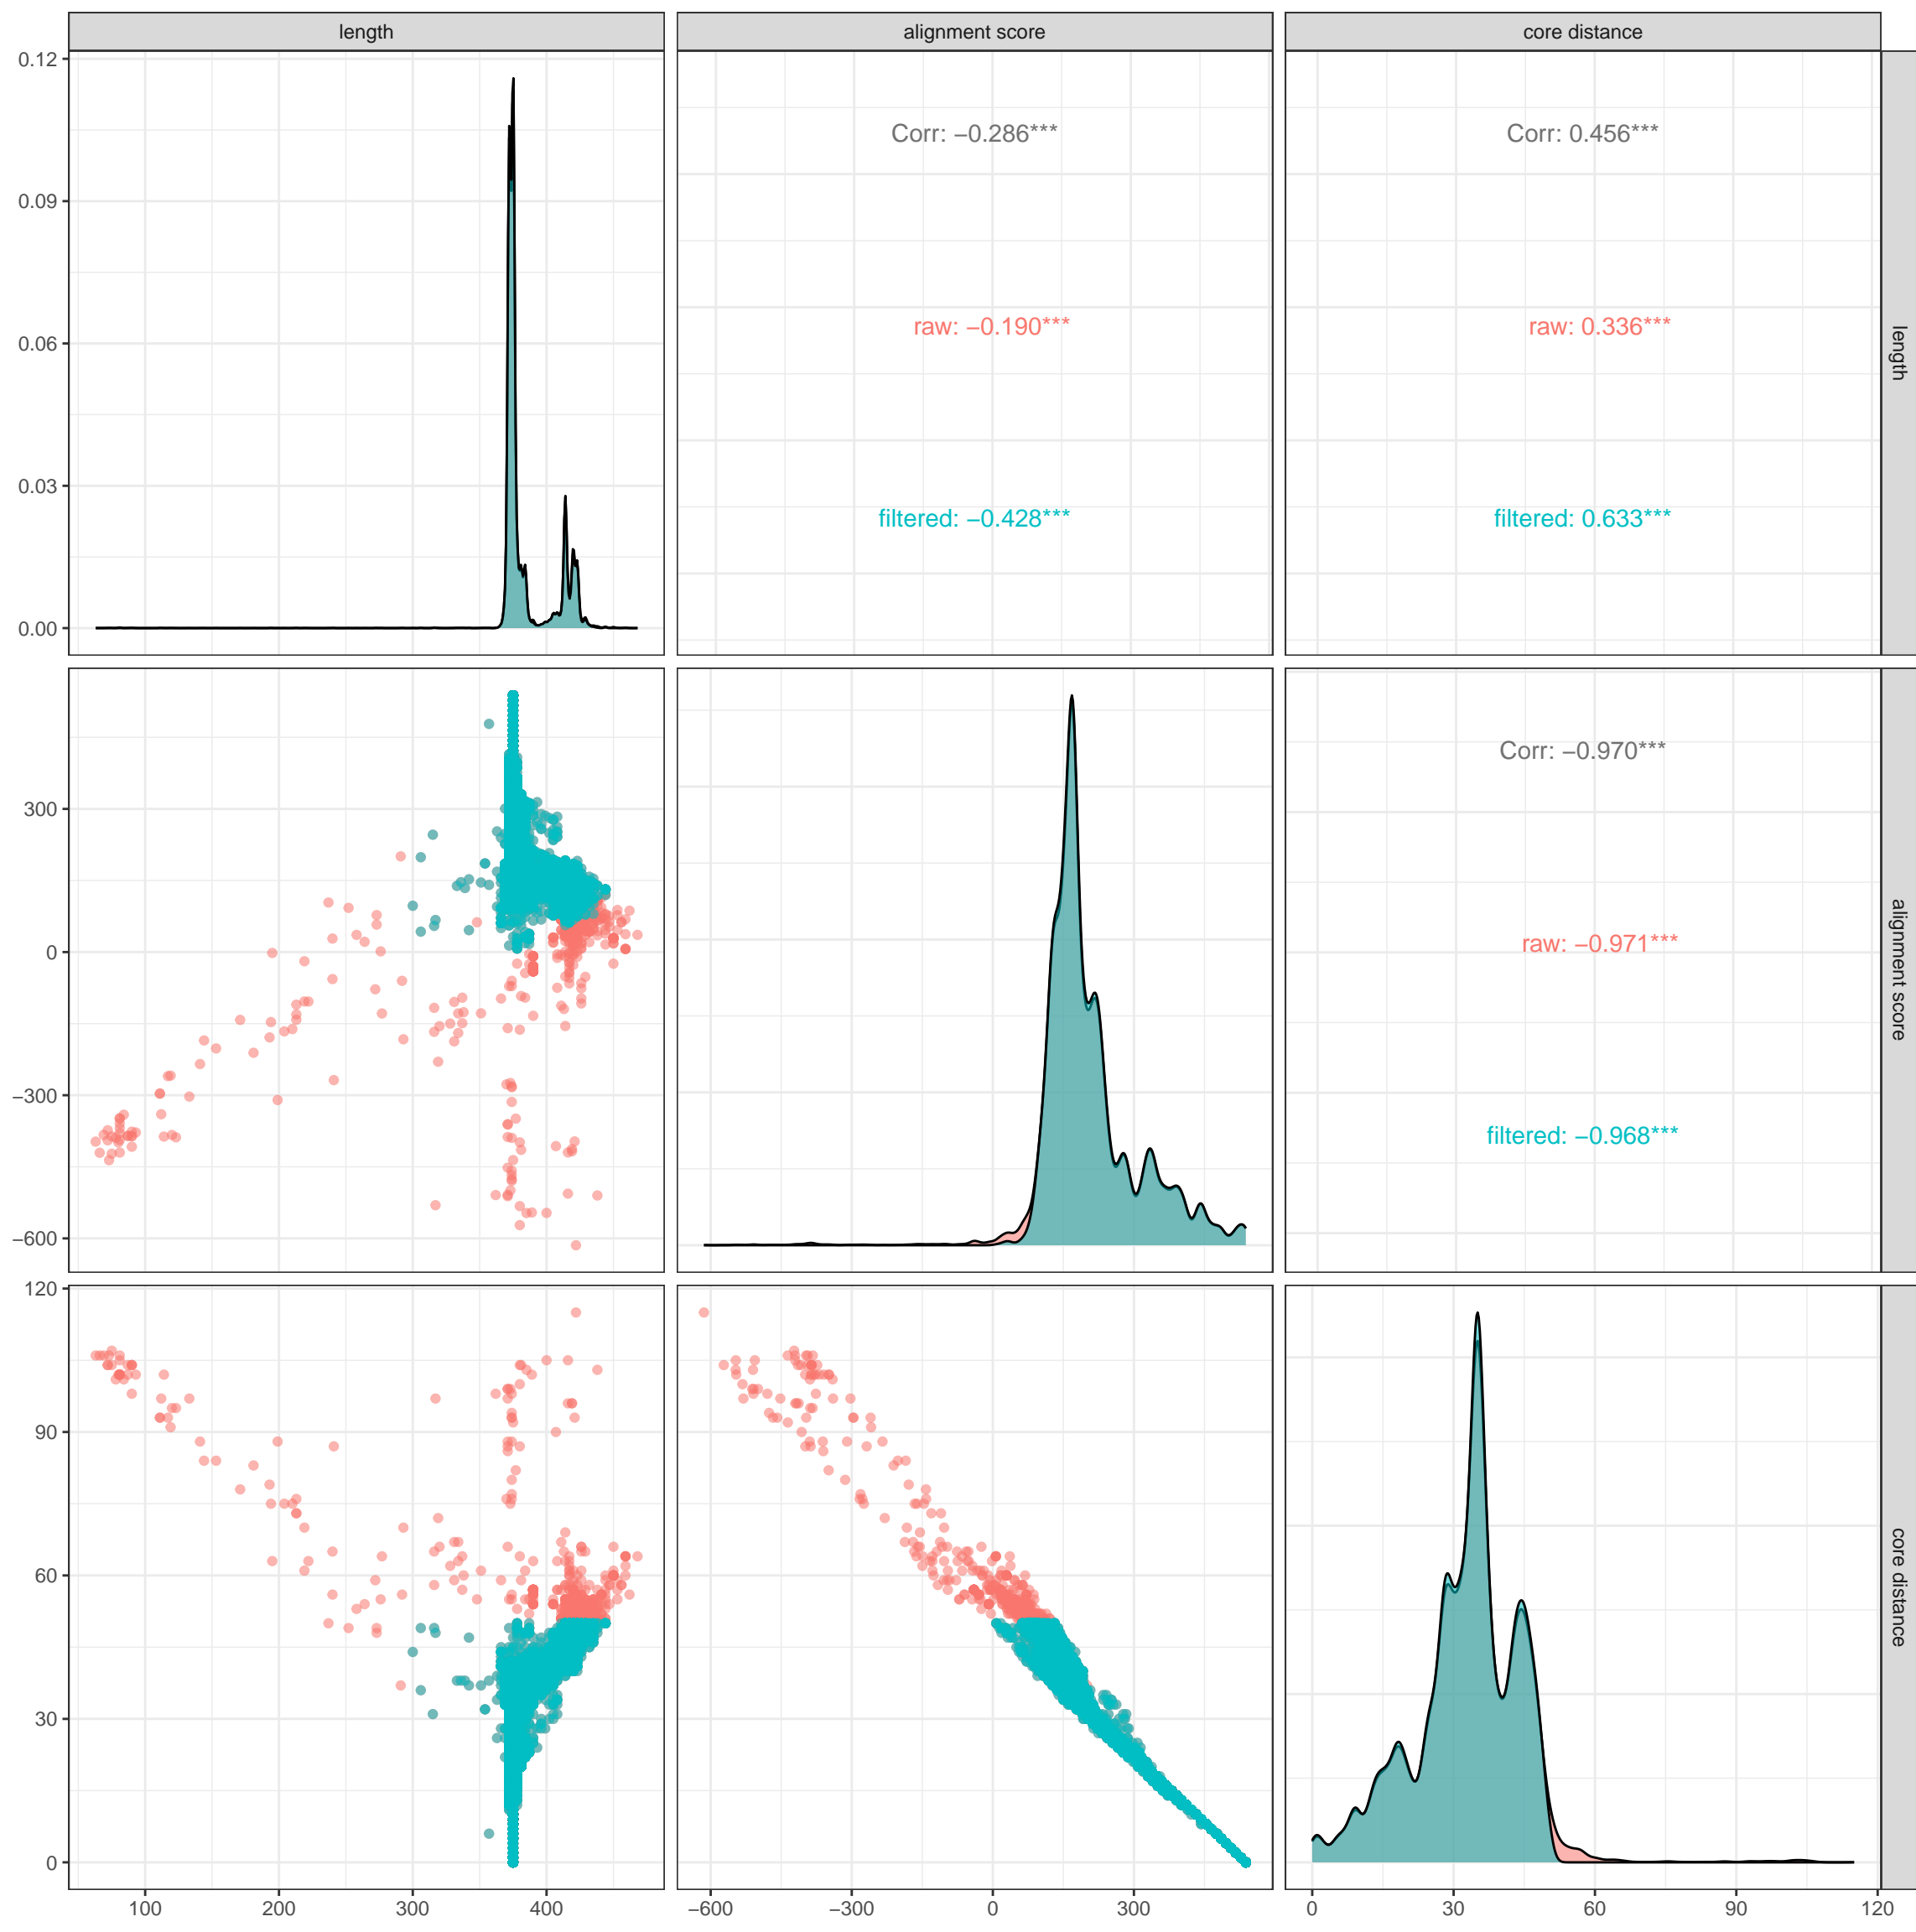 length
alignment score
core distance
0.12
0.09
0.06
0.03
0.00
Corr: −0.286***
raw: −0.190***
filtered: −0.428***
Corr: 0.456***
raw: 0.336***
filtered: 0.633***
length
300
0
−300
−600
Corr: −0.970***
raw: −0.971***
filtered: −0.968***
alignment score
120
90
60
30
0
core distance
100 200 300 400
−600 −300 0 300
0 30 60 90 120